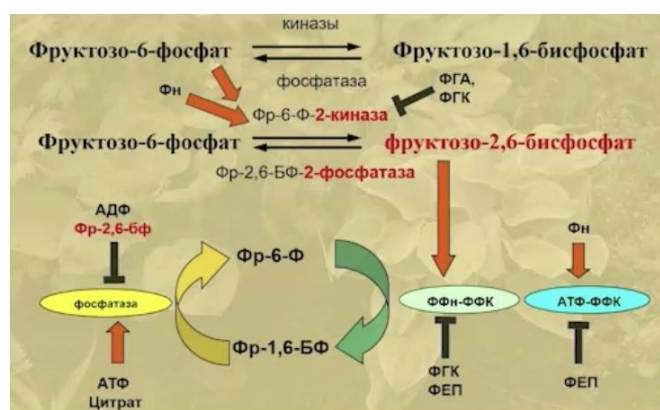 киназы
Фруктозо-6-фосфат
Фруктозо-1,6-бисфосфат
фосфатаза
Фн
ФГА,
ФГК
Фр-6-Ф-2-киназа
Фруктозо-6-фосфат
фруктозо-2,6-бисфосфат
Фр-2,6-БФ-2-фосфатаза
АДФ
Фр-2,6-бф
Фн
Фр-6-Ф
фосфатаза
ФФн-ФФК
АТФ-ФФК
Фр-1,6-БФ
АТФ
Цитрат
ФГК
ФЕП
ФЕП